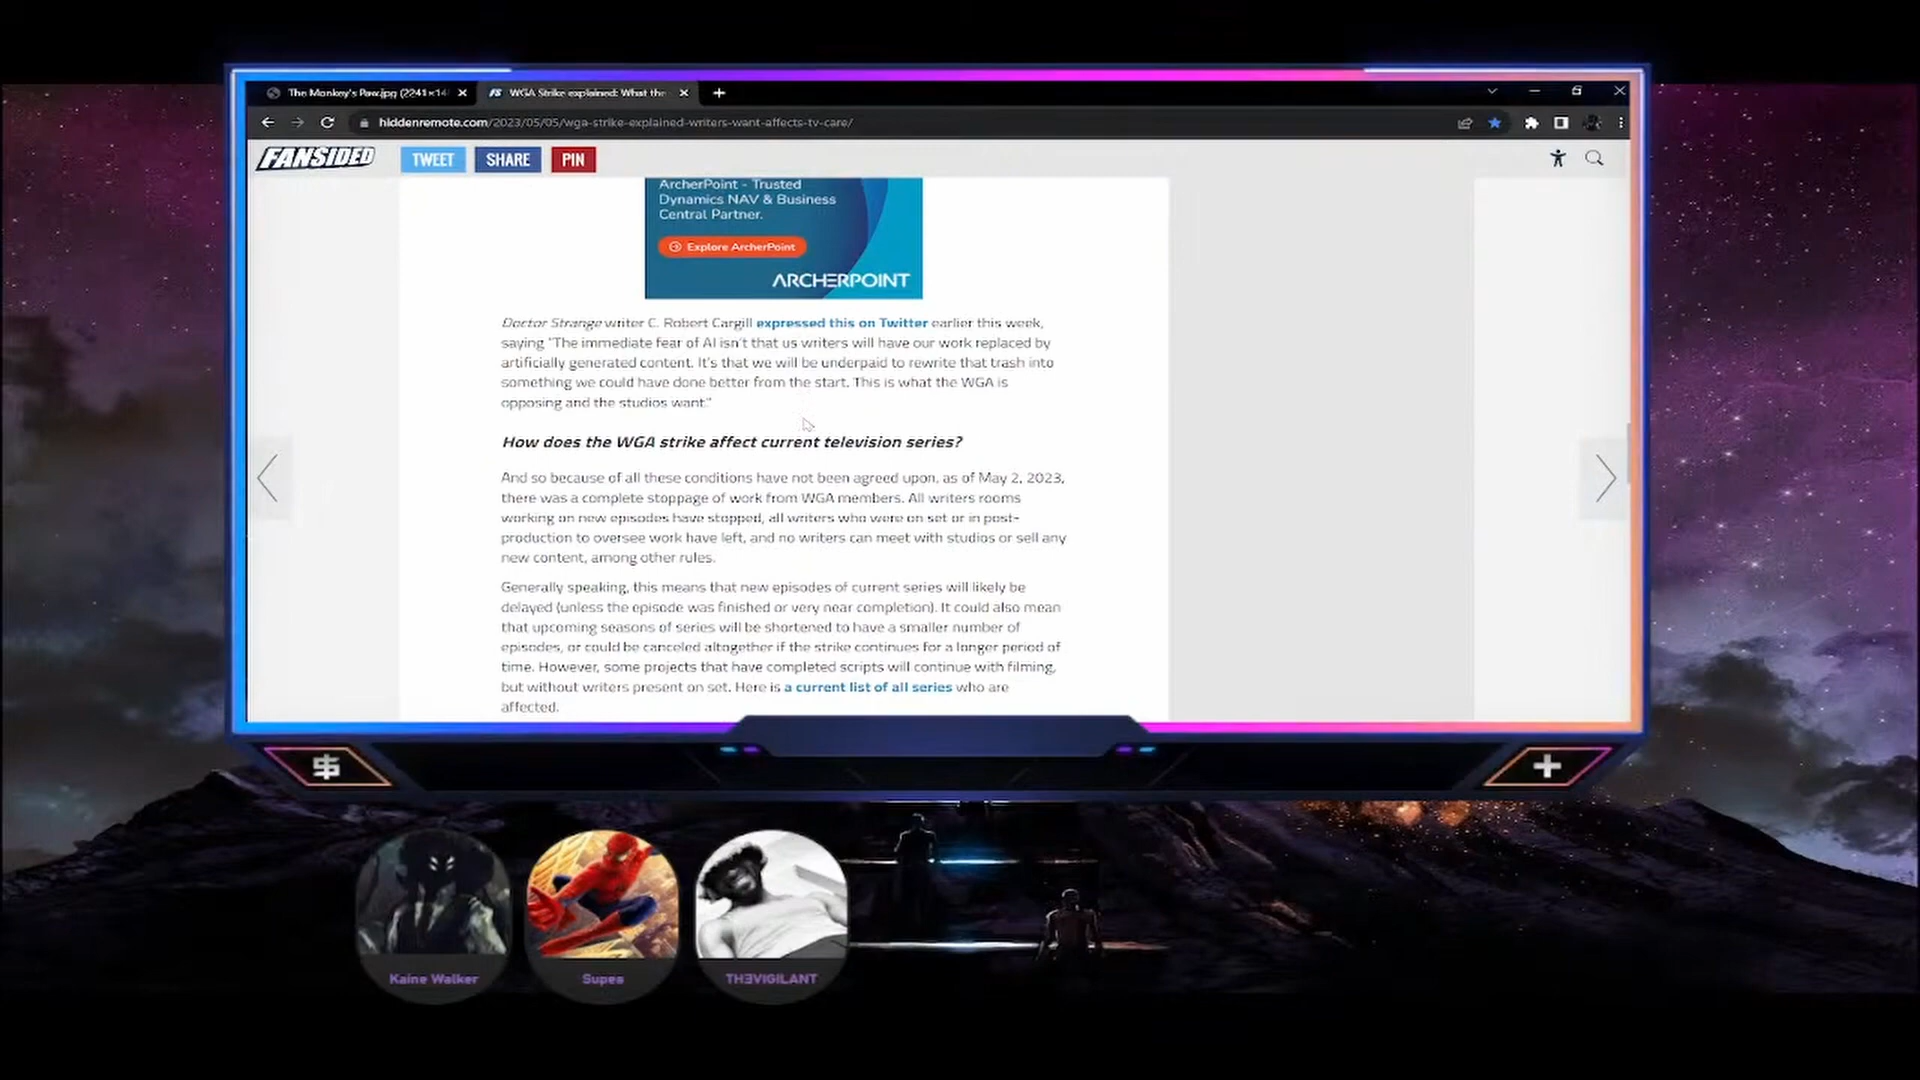 The Monkey's Paw.jpg (2241×14
WGA Strike explained: What the
hiddenremote.com/2023/05/05/wga-strike-explained-writers-want-affects-tv-care/
FANSIDED
TWEET
SHARE
PIN
ArcherPoint - Trusted
Dynamics NAV & Business
Central Partner.
Explore ArcherPoint
ARCHERPOINT
Doctor Strange writer C. Robert Cargill expressed this on Twitter earlier this week,
saying "The immediate fear of AI isn't that us writers will have our work replaced by
artificially generated content. It's that we will be underpaid to rewrite that trash into
something we could have done better from the start. This is what the WGA is
opposing and the studios want."
How does the WGA strike affect current television series?
And so because of all these conditions have not been agreed upon, as of May 2, 2023,
there was a complete stoppage of work from WGA members. All writers rooms
working on new episodes have stopped, all writers who were on set or in post-
production to oversee work have left, and no writers can meet with studios or sell any
new content, among other rules.
Generally speaking, this means that new episodes of current series will likely be
delayed (unless the episode was finished or very near completion). It could also mean
that upcoming seasons of series will be shortened to have a smaller number of
episodes, or could be canceled altogether if the strike continues for a longer period of
time. However, some projects that have completed scripts will continue with filming,
but without writers present on set. Here is a current list of all series who are
affected.
$
Kaine Walker
Supes
THƎVIGILANT